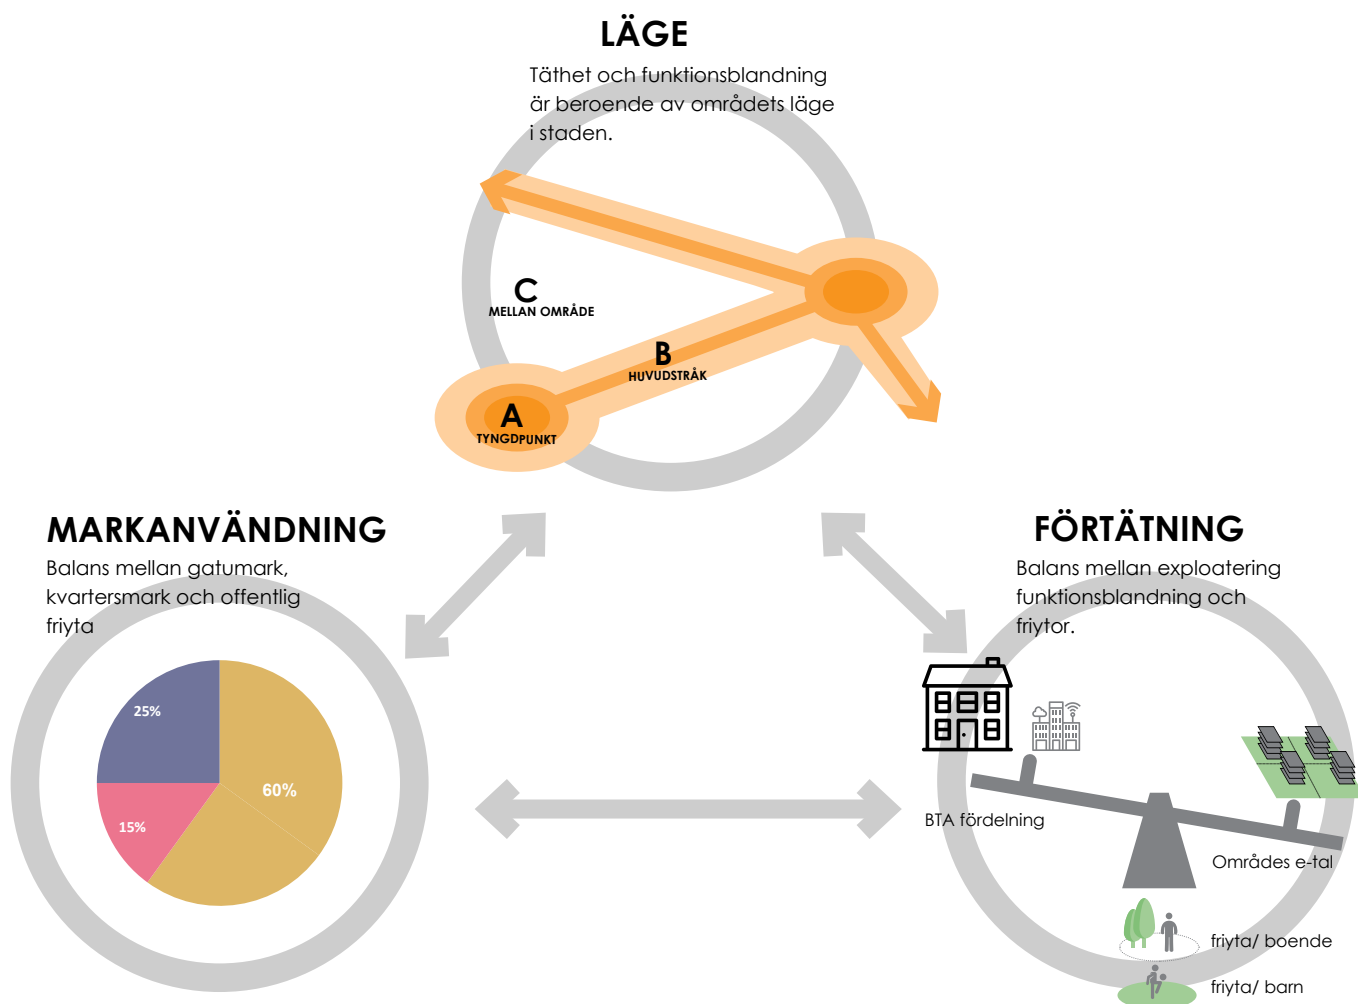 LÄGE
Täthet och funktionsblandning
är beroende av områdets läge
i staden.
C
MELLAN OMRÅDE
B
HUVUDSTRÅK
A
TYNGDPUNKT
MARKANVÄNDNING
Balans mellan gatumark,
kvartersmark och offentlig
friyta
25%
60%
15%
FÖRTÄTNING
Balans mellan exploatering
funktionsblandning och
friytor.
BTA fördelning
Områdes e-tal
friyta/ boende
friyta/ barn